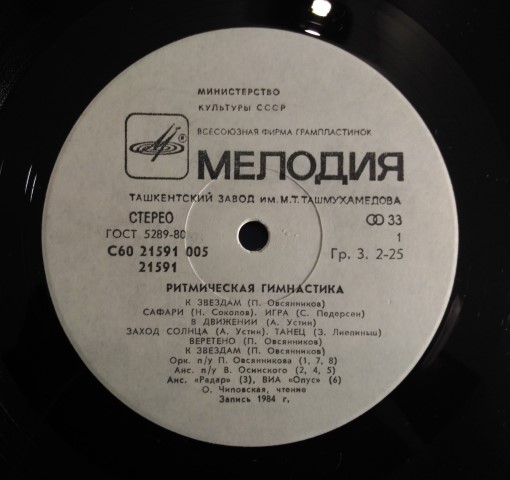 МИНИСТЕРСТВО
КУЛЬТУРЫ СССР
ВСЕСОЮЗНАЯ ФИРМА ГРАМПЛАСТИНОК
® МЕЛОДИЯ
ТАШКЕНТСКИЙ ЗАВОД ИМ. М.Т. ТАШМУХАМЕДОВА
СТЕРЕО 33
ГОСТ 5289-80 1
С60 21591 005 Гр. 3. 2-25
21591
РИТМИЧЕСКАЯ ГИМНАСТИКА
К ЗВЕЗДАМ (П. Овсянников)
САФАРИ (Н. Соколов). ИГРА (С. Педерсен)
В ДВИЖЕНИИ (А. Устин)
ЗАХОД СОЛНЦА (А. Устин). ТАНЕЦ (З. Лиепиньш)
ВЕРЕТЕНО (П. Овсянников)
К ЗВЕЗДАМ (П. Овсянников)
Орк. п/у П. Овсянникова (1, 7, 8)
Анс. п/у В. Осинского (2, 4, 5)
Анс. «Радар» (3), ВИА «Опус» (6)
О. Чиповская, чтение
Запись 1984 г.